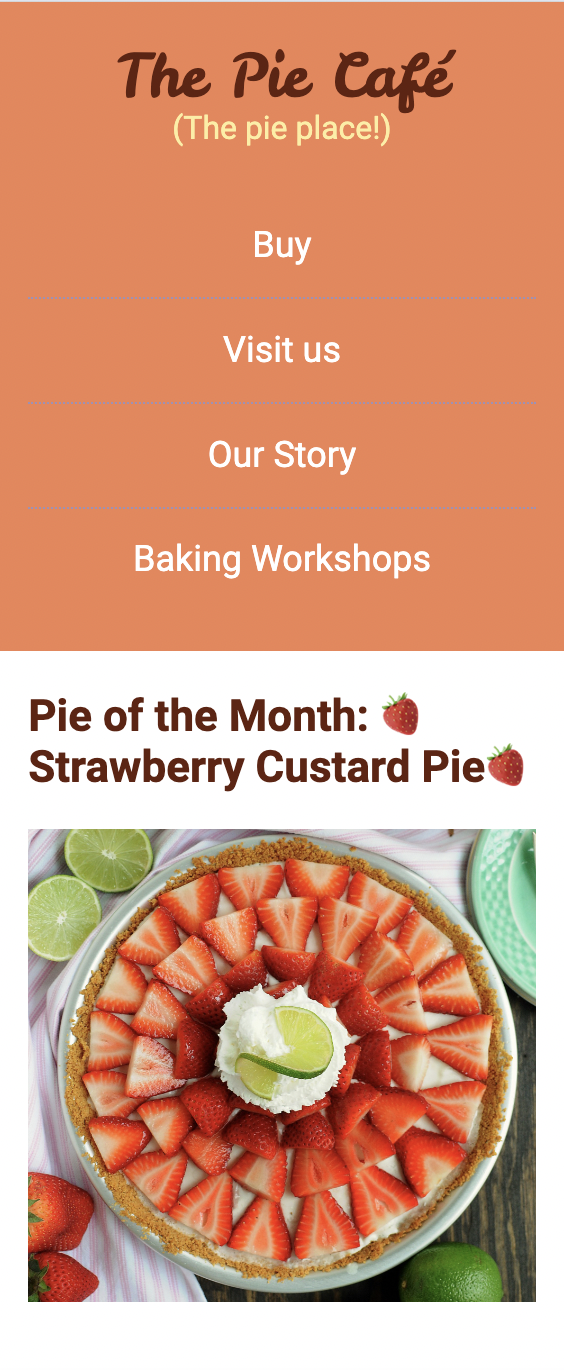 The Pie Café
(The pie place!)
Buy
Visit us
Our Story
Baking Workshops
Pie of the Month: 🍓
Strawberry Custard Pie🍓